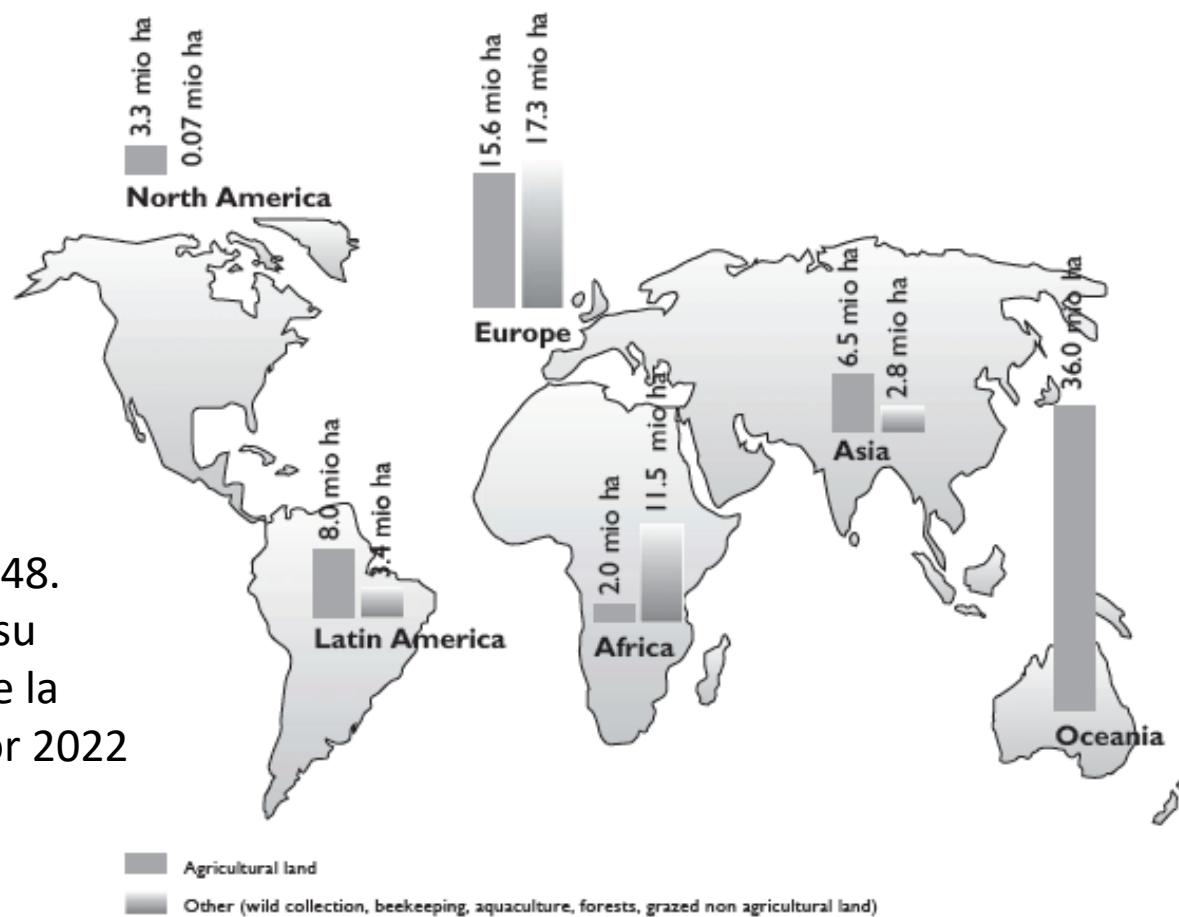 3.3 mio ha
0.07 mio ha
North America
15.6 mio ha
17.3 mio ha
Europe
6.5 mio ha
2.8 mio ha
Asia
36.0 mio ha
8.0 mio ha
3.4 mio ha
Latin America
2.0 mio ha
11.5 mio ha
Africa
Oceania
48.
su
e la
or 2022
Agricultural land
Other (wild collection, beekeeping, aquaculture, forests, grazed non agricultural land)